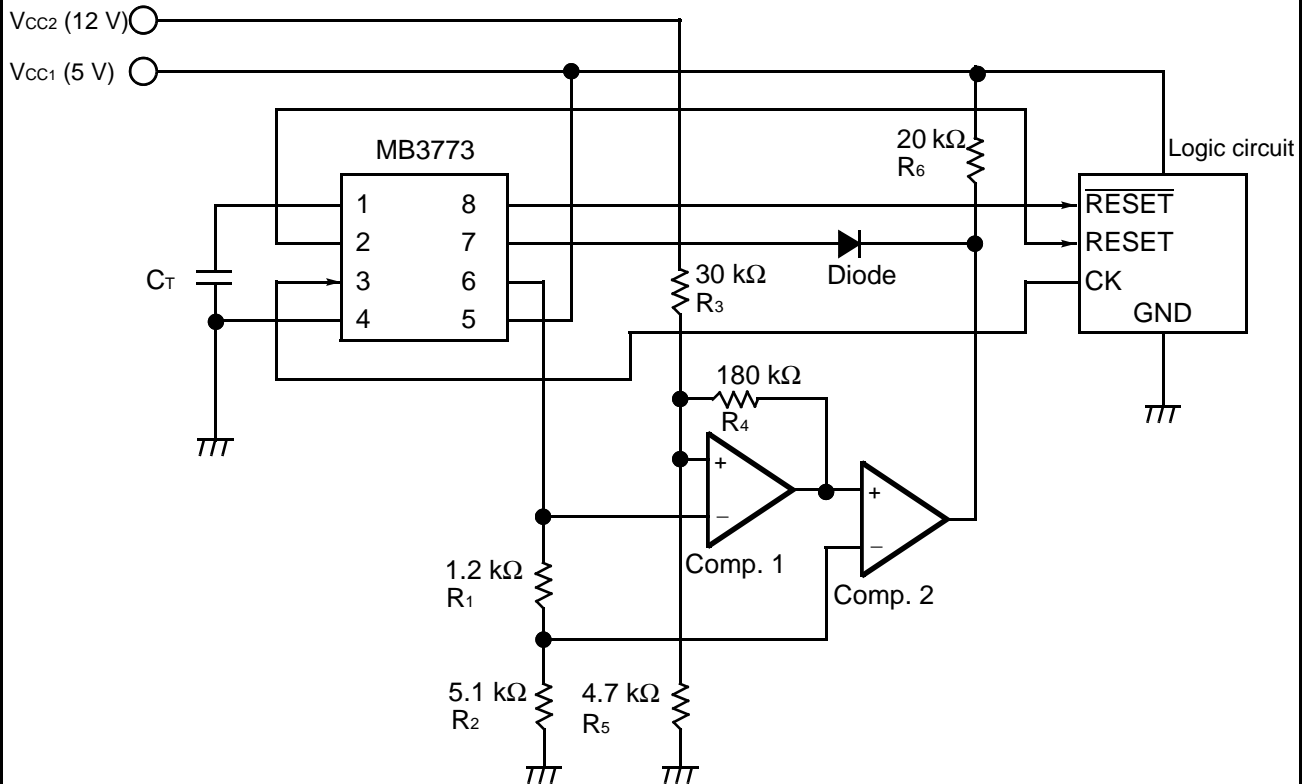 VCC2 (12 V)
VCC1 (5 V)
MB3773
20 kΩ
R6
Logic circuit
1 8
2 7
3 6
4 5
RESET
RESET
CK
GND
CT
Diode
30 kΩ
R3
180 kΩ
R4
+
−
Comp. 1
+
−
Comp. 2
1.2 kΩ
R1
5.1 kΩ
R2
4.7 kΩ
R5